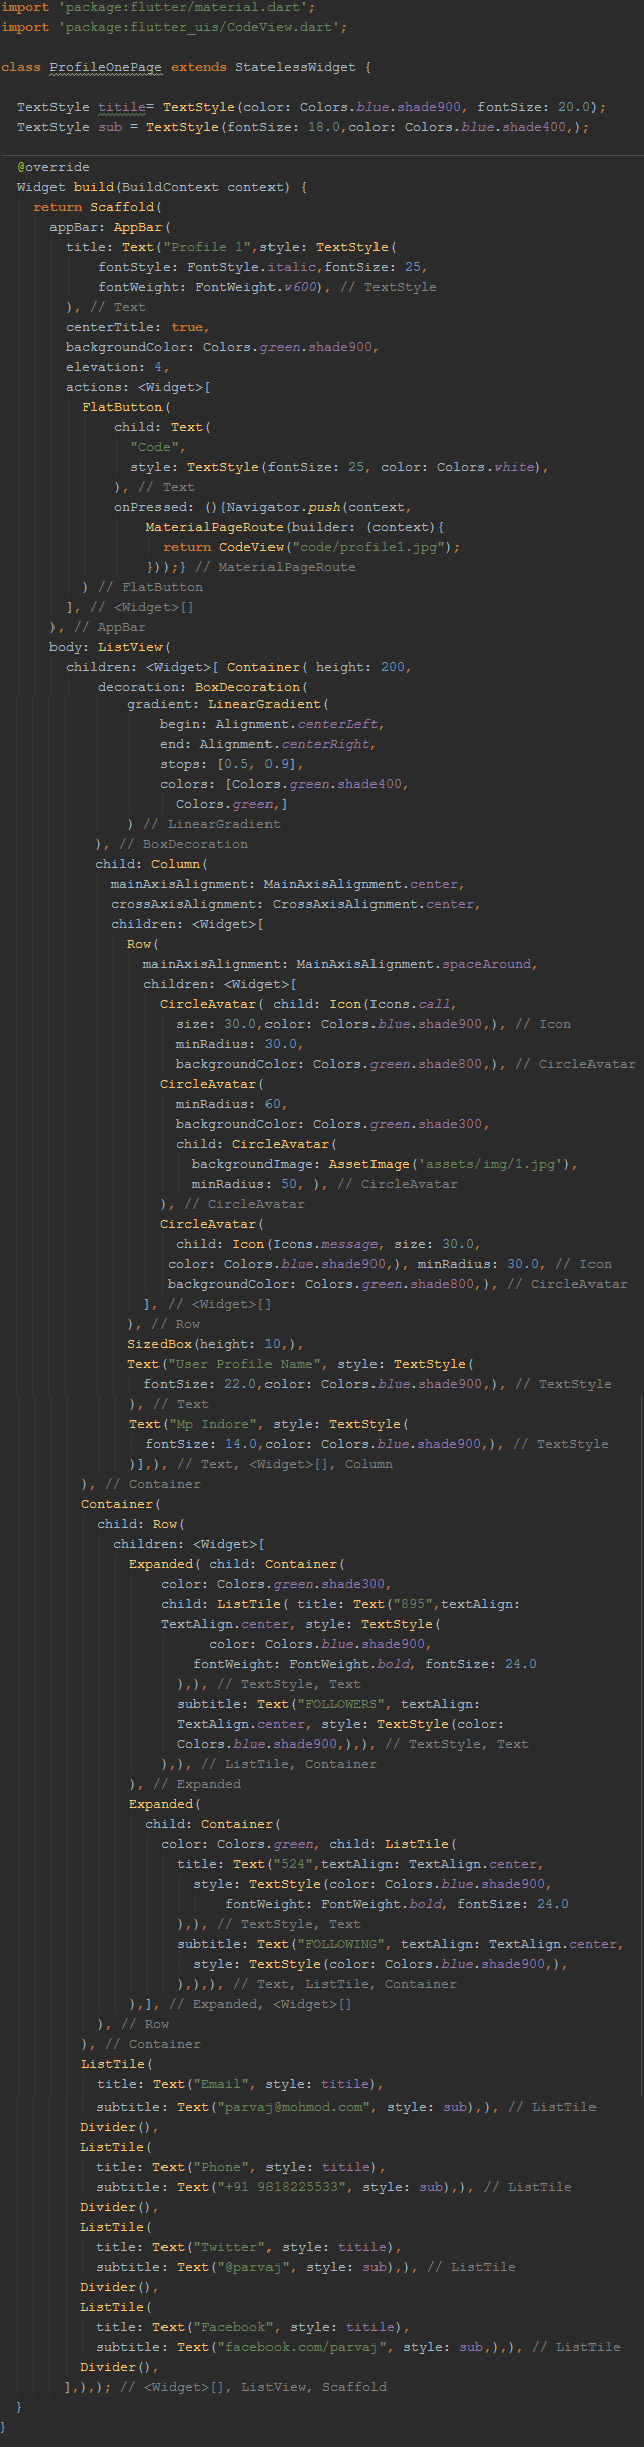 import 'package:flutter/material.dart';
import 'package:flutter_uis/CodeView.dart';
class ProfileOnePage extends StatelessWidget {
TextStyle titile= TextStyle(color: Colors.blue.shade900, fontSize: 20.0);
TextStyle sub = TextStyle(fontSize: 18.0,color: Colors.blue.shade400,);
@override
Widget build(BuildContext context) {
return Scaffold(
appBar: AppBar(
title: Text("Profile 1",style: TextStyle(
fontStyle: FontStyle.italic,fontSize: 25,
fontWeight: FontWeight.w600), // TextStyle
), // Text
centerTitle: true,
backgroundColor: Colors.green.shade900,
elevation: 4,
actions: <Widget>[
FlatButton(
child: Text(
"Code",
style: TextStyle(fontSize: 25, color: Colors.white),
), // Text
onPressed: (){Navigator.push(context,
MaterialPageRoute(builder: (context){
return CodeView("code/profile1.jpg");
}));} // MaterialPageRoute
) // FlatButton
], // <Widget>[]
), // AppBar
body: ListView(
children: <Widget>[ Container( height: 200,
decoration: BoxDecoration(
gradient: LinearGradient(
begin: Alignment.centerLeft,
end: Alignment.centerRight,
stops: [0.5, 0.9],
colors: [Colors.green.shade400,
Colors.green,]
) // LinearGradient
), // BoxDecoration
child: Column(
mainAxisAlignment: MainAxisAlignment.center,
crossAxisAlignment: CrossAxisAlignment.center,
children: <Widget>[
Row(
mainAxisAlignment: MainAxisAlignment.spaceAround,
children: <Widget>[
CircleAvatar( child: Icon(Icons.call,
size: 30.0,color: Colors.blue.shade900,), // Icon
minRadius: 30.0,
backgroundColor: Colors.green.shade800,), // CircleAvatar
CircleAvatar(
minRadius: 60,
backgroundColor: Colors.green.shade300,
child: CircleAvatar(
backgroundImage: AssetImage('assets/img/1.jpg'),
minRadius: 50, ), // CircleAvatar
), // CircleAvatar
CircleAvatar(
child: Icon(Icons.message, size: 30.0,
color: Colors.blue.shade900,), minRadius: 30.0, // Icon
backgroundColor: Colors.green.shade800,), // CircleAvatar
], // <Widget>[]
), // Row
SizedBox(height: 10,),
Text("User Profile Name", style: TextStyle(
fontSize: 22.0,color: Colors.blue.shade900,), // TextStyle
), // Text
Text("Mp Indore", style: TextStyle(
fontSize: 14.0,color: Colors.blue.shade900,), // TextStyle
)],), // Text, <Widget>[], Column
), // Container
Container(
child: Row(
children: <Widget>[
Expanded( child: Container(
color: Colors.green.shade300,
child: ListTile( title: Text("895",textAlign:
TextAlign.center, style: TextStyle(
color: Colors.blue.shade900,
fontWeight: FontWeight.bold, fontSize: 24.0
),), // TextStyle, Text
subtitle: Text("FOLLOWERS", textAlign:
TextAlign.center, style: TextStyle(color:
Colors.blue.shade900,),), // TextStyle, Text
),), // ListTile, Container
), // Expanded
Expanded(
child: Container(
color: Colors.green, child: ListTile(
title: Text("524",textAlign: TextAlign.center,
style: TextStyle(color: Colors.blue.shade900,
fontWeight: FontWeight.bold, fontSize: 24.0
),), // TextStyle, Text
subtitle: Text("FOLLOWING", textAlign: TextAlign.center,
style: TextStyle(color: Colors.blue.shade900,),
),),), // Text, ListTile, Container
),], // Expanded, <Widget>[]
), // Row
), // Container
ListTile(
title: Text("Email", style: titile),
subtitle: Text("parvaj@mohmod.com", style: sub),), // ListTile
Divider(),
ListTile(
title: Text("Phone", style: titile),
subtitle: Text("+91 9818225533", style: sub),), // ListTile
Divider(),
ListTile(
title: Text("Twitter", style: titile),
subtitle: Text("@parvaj", style: sub),), // ListTile
Divider(),
ListTile(
title: Text("Facebook", style: titile),
subtitle: Text("facebook.com/parvaj", style: sub,),), // ListTile
Divider(),
],),); // <Widget>[], ListView, Scaffold
}
}